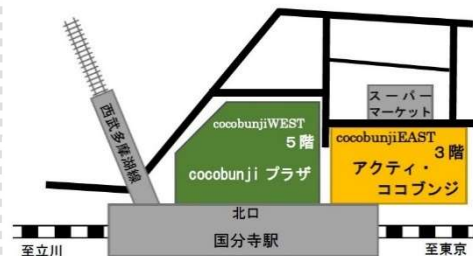 西武多摩湖線
cocobunjiWEST
5階
cocobunji プラザ
スーパー
マーケット
cocobunjiEAST
3階
アクティ・
ココブンジ
北口
国分寺駅
至立川
至東京